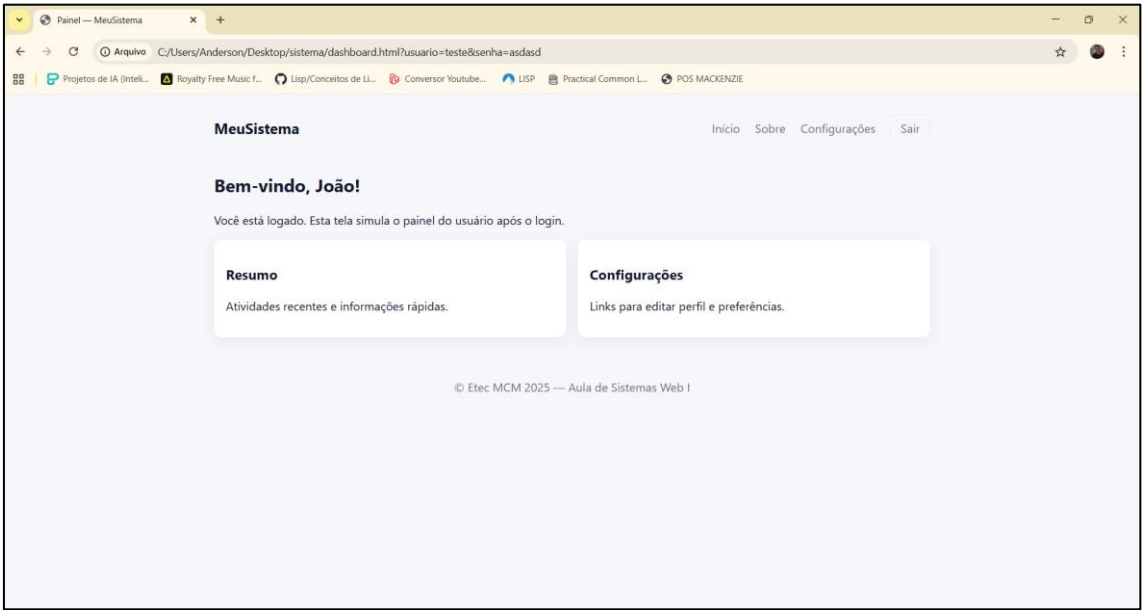 Painel — MeuSistema
Arquivo C:/Users/Anderson/Desktop/sistema/dashboard.html?usuario=teste&senha=asdasd
Projetos de IA (Inteli... Royalty Free Music f... Lisp/Conceitos de Li... Conversor Youtube... LISP Practical Common L... POS MACKENZIE
MeuSistema Início Sobre Configurações Sair
Bem-vindo, João!
Você está logado. Esta tela simula o painel do usuário após o login.
Resumo
Atividades recentes e informações rápidas.
Configurações
Links para editar perfil e preferências.
© Etec MCM 2025 — Aula de Sistemas Web I